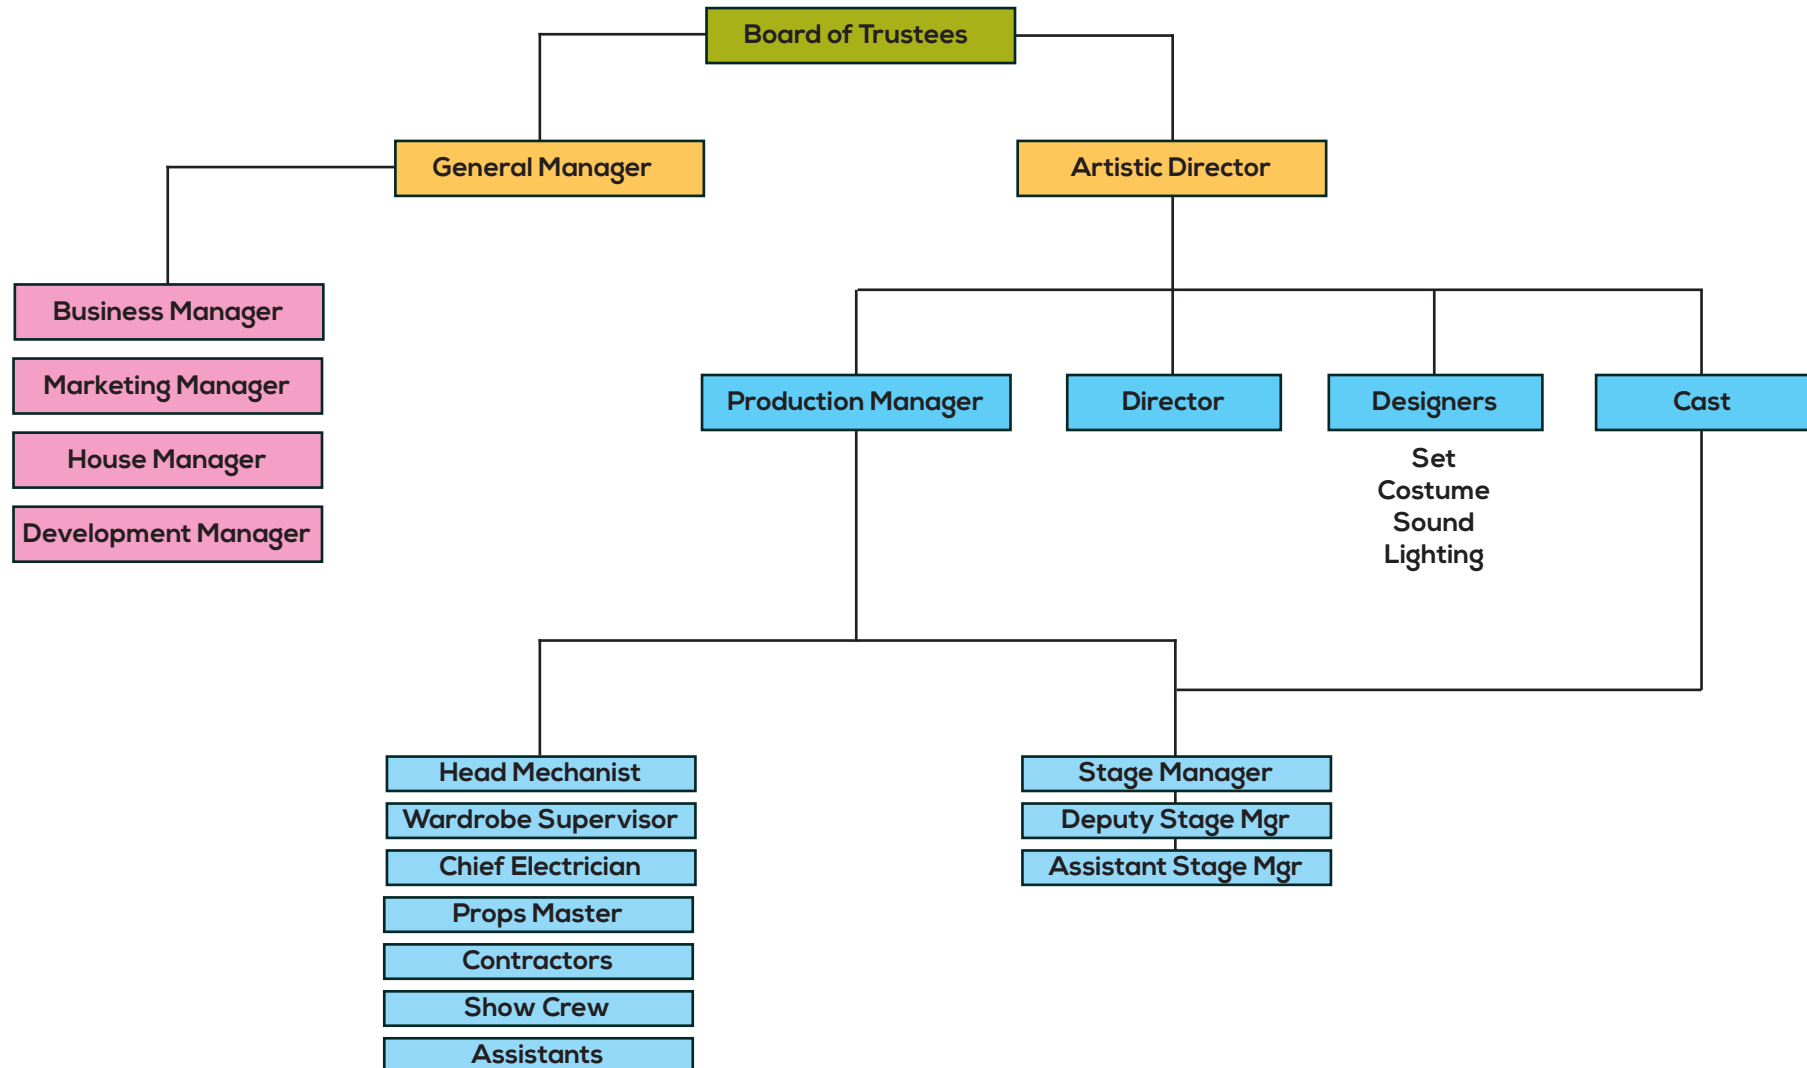 Board of Trustees
General Manager
Artistic Director
Business Manager
Marketing Manager
House Manager
Development Manager
Production Manager
Director
Designers
Cast
Set
Costume
Sound
Lighting
Head Mechanist
Wardrobe Supervisor
Chief Electrician
Props Master
Contractors
Show Crew
Assistants
Stage Manager
Deputy Stage Mgr
Assistant Stage Mgr